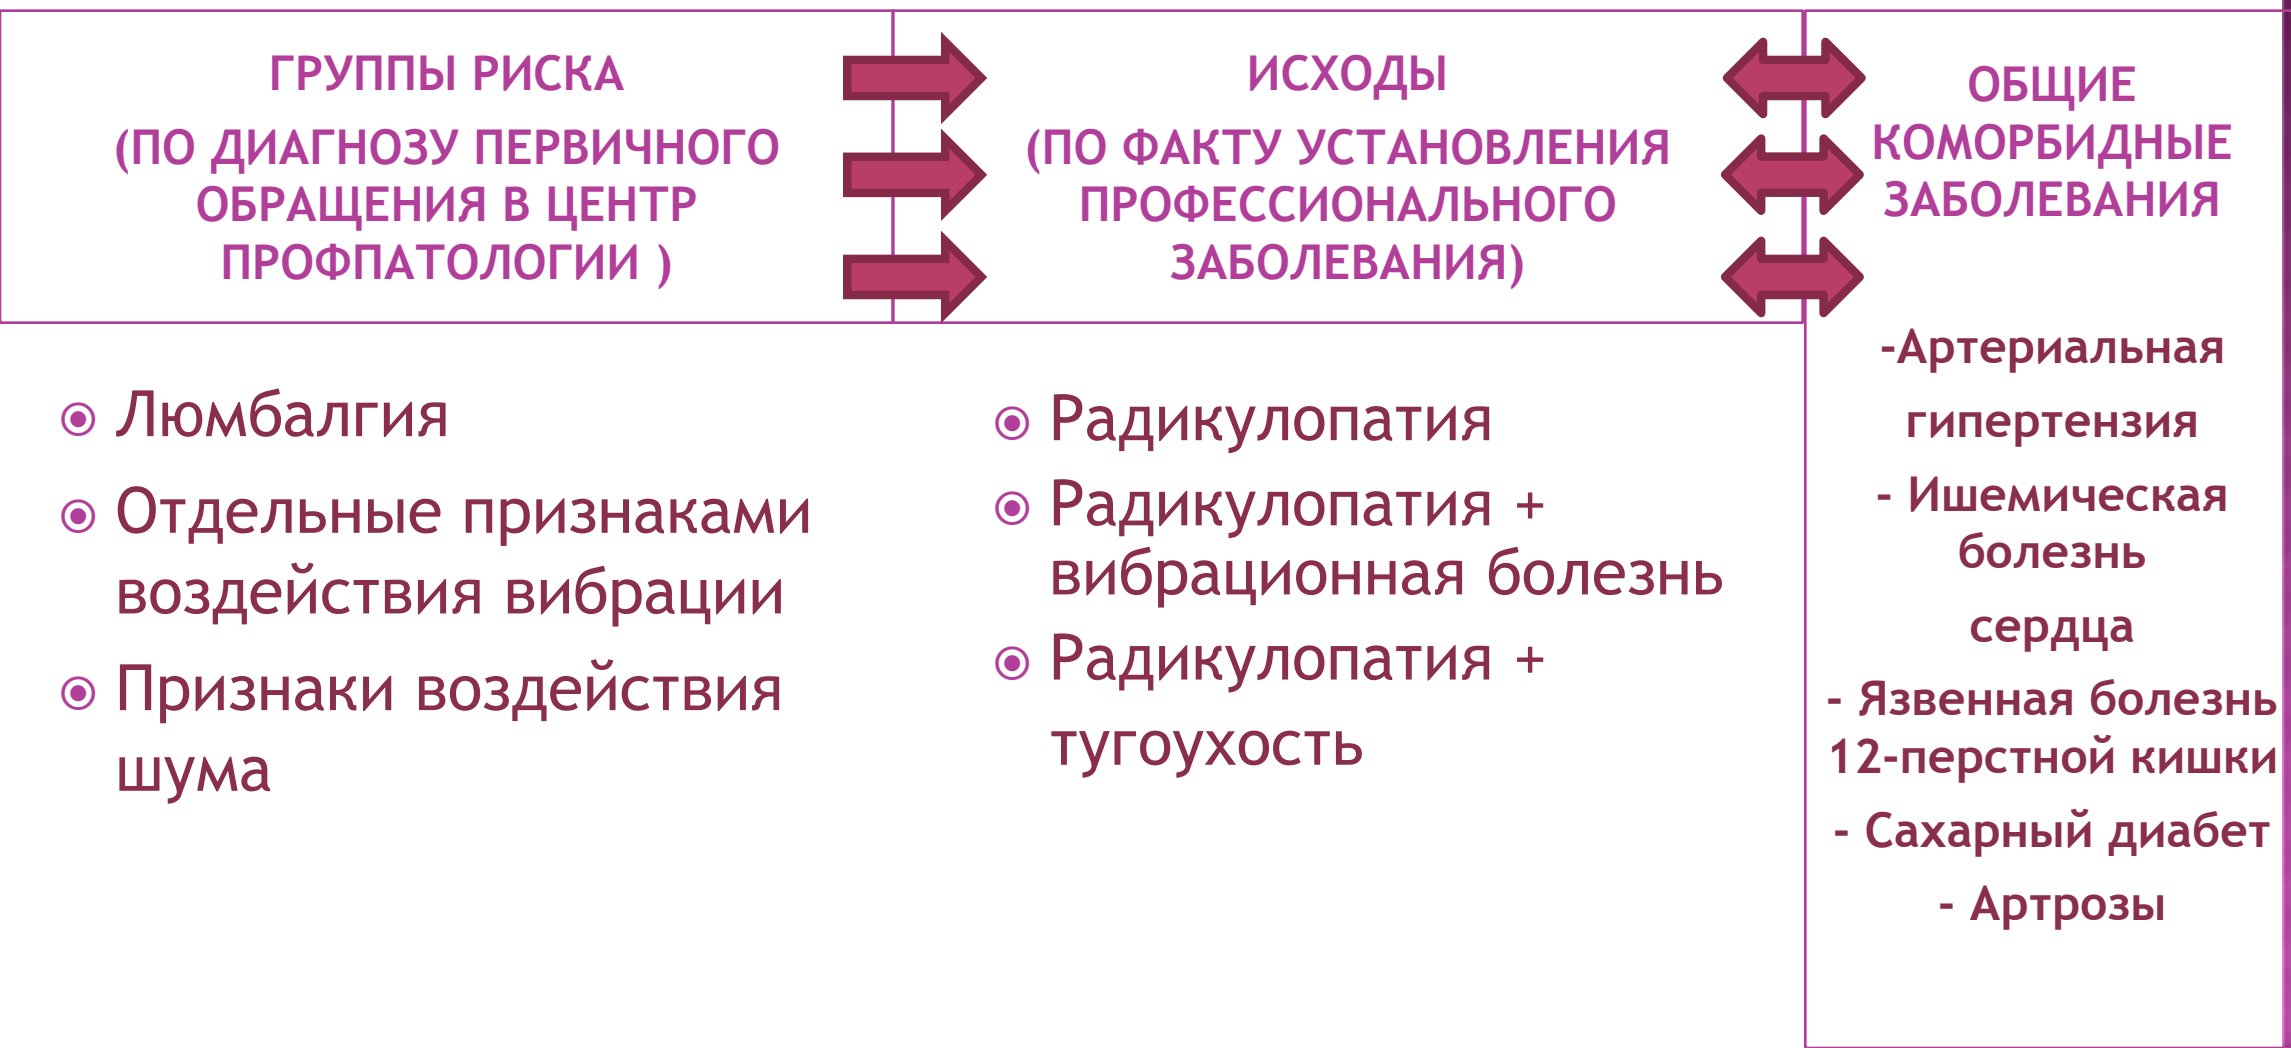 ГРУППЫ РИСКА
(ПО ДИАГНОЗУ ПЕРВИЧНОГО
ОБРАЩЕНИЯ В ЦЕНТР
ПРОФПАТОЛОГИИ )
ИСХОДЫ
(ПО ФАКТУ УСТАНОВЛЕНИЯ
ПРОФЕССИОНАЛЬНОГО
ЗАБОЛЕВАНИЯ)
ОБЩИЕ
КОМОРБИДНЫЕ
ЗАБОЛЕВАНИЯ
Люмбалгия
Отдельные признаками
воздействия вибрации
Признаки воздействия
шума
Радикулопатия
Радикулопатия +
вибрационная болезнь
Радикулопатия +
тугоухость
-Артериальная
гипертензия
- Ишемическая
болезнь
сердца
- Язвенная болезнь
12-перстной кишки
- Сахарный диабет
- Артрозы